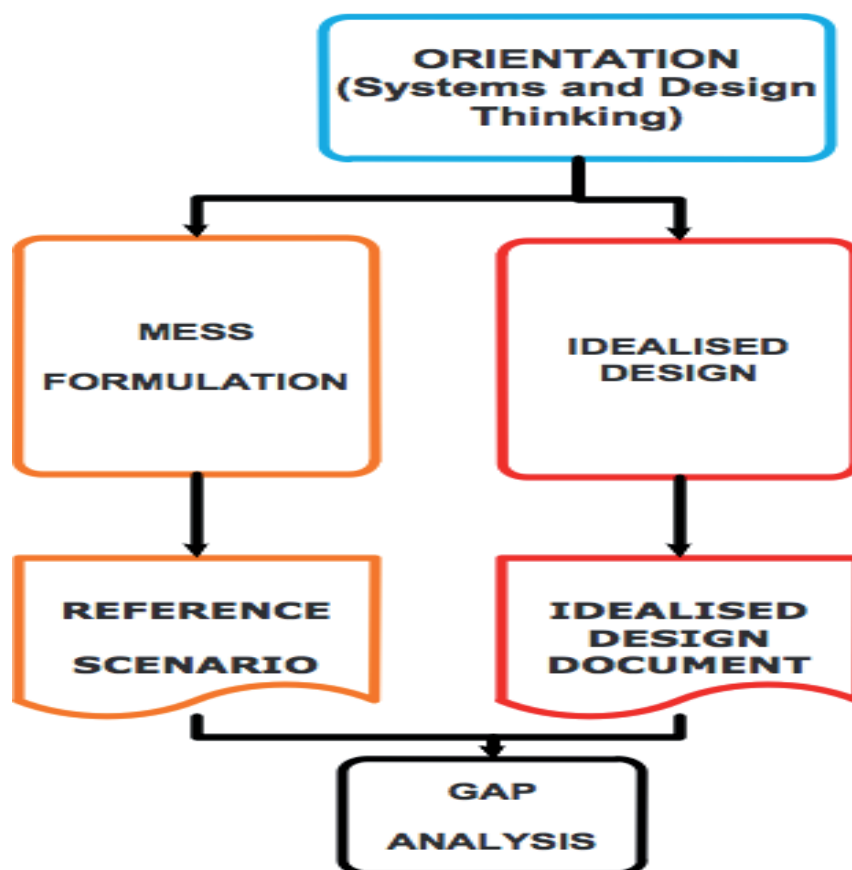 ORIENTATION
(Systems and Design
Thinking)
MESS
FORMULATION
IDEALISED
DESIGN
REFERENCE
SCENARIO
IDEALISED
DESIGN
DOCUMENT
GAP
ANALYSIS